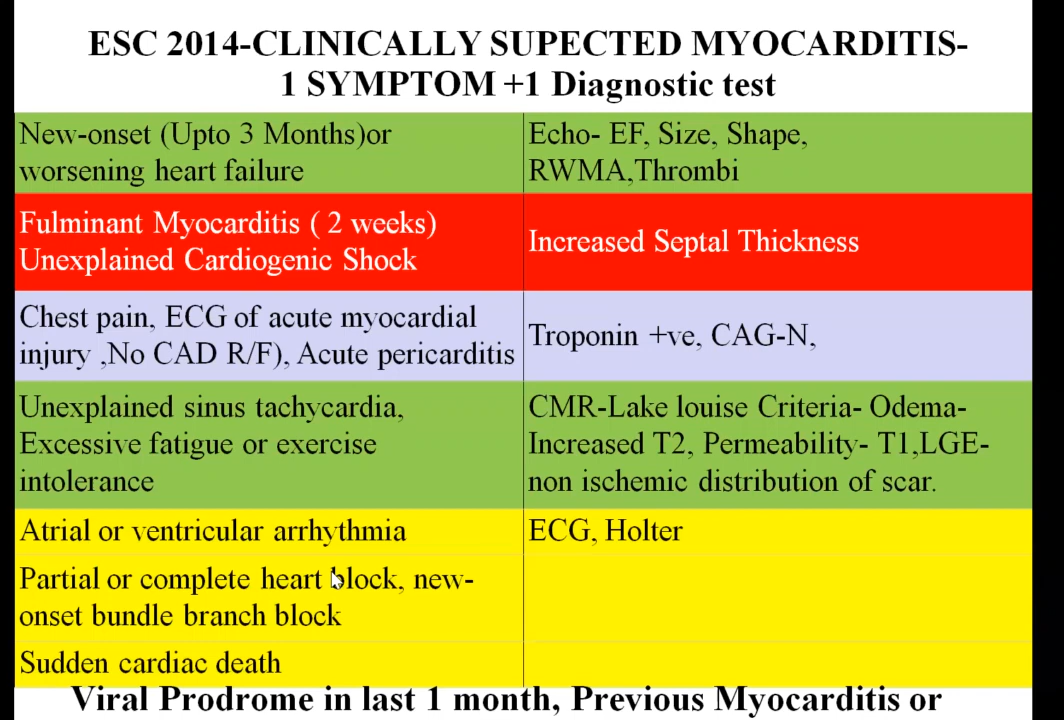 ESC 2014-CLINICALLY SUPECTED MYOCARDITIS-
1 SYMPTOM +1 Diagnostic test
New-onset (Upto 3 Months)or
worsening heart failure
Echo- EF, Size, Shape,
RWMA,Thrombi
Fulminant Myocarditis ( 2 weeks)
Unexplained Cardiogenic Shock
Increased Septal Thickness
Chest pain, ECG of acute myocardial
injury ,No CAD R/F), Acute pericarditis
Troponin +ve, CAG-N,
Unexplained sinus tachycardia,
Excessive fatigue or exercise
intolerance
CMR-Lake louise Criteria- Odema-
Increased T2, Permeability- T1,LGE-
non ischemic distribution of scar.
Atrial or ventricular arrhythmia
ECG, Holter
Partial or complete heart block, new-
onset bundle branch block
Sudden cardiac death
Viral Prodrome in last 1 month, Previous Myocarditis or